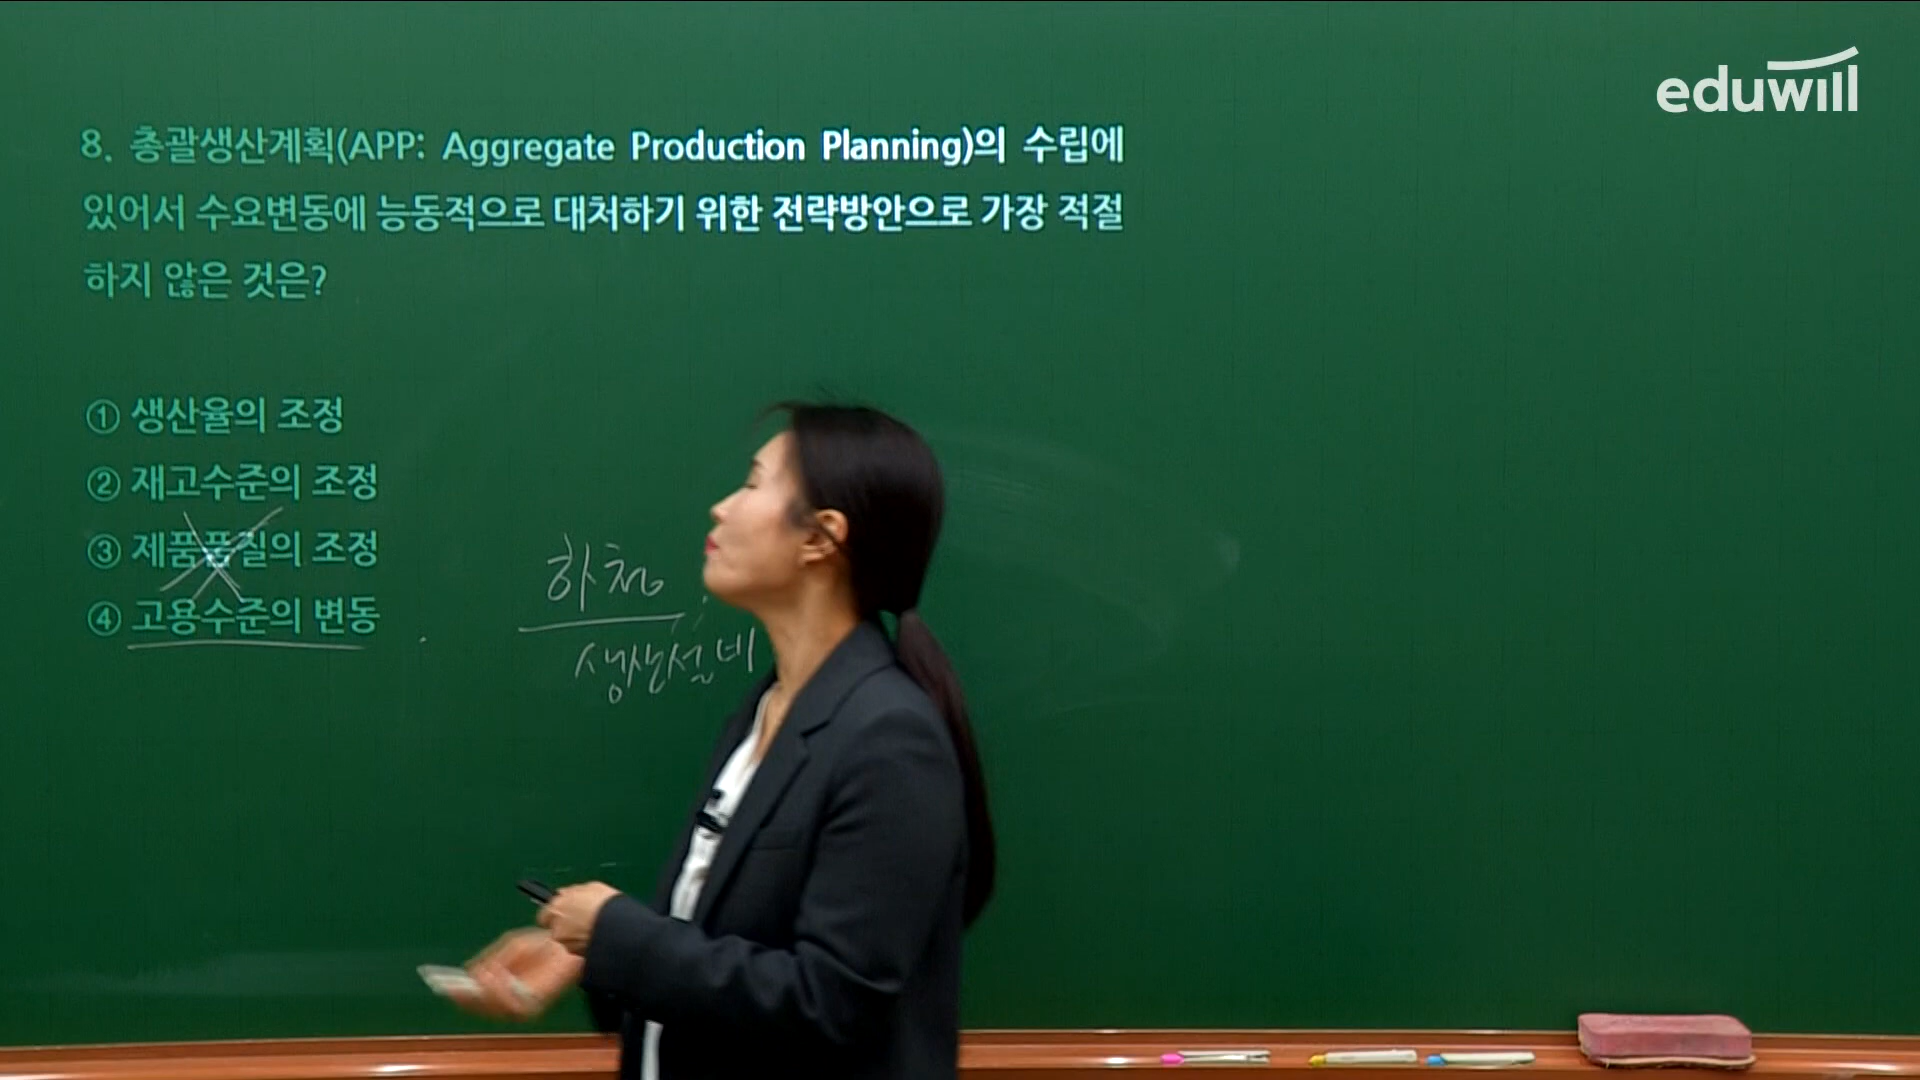 eduwill
8. 총괄생산계획(APP: Aggregate Production Planning)의 수립에
있어서 수요변동에 능동적으로 대처하기 위한 전략방안으로 가장 적절
하지 않은 것은?
① 생산율의 조정
② 재고수준의 조정
③ 제품품질의 조정
④ 고용수준의 변동
하청
생산설비